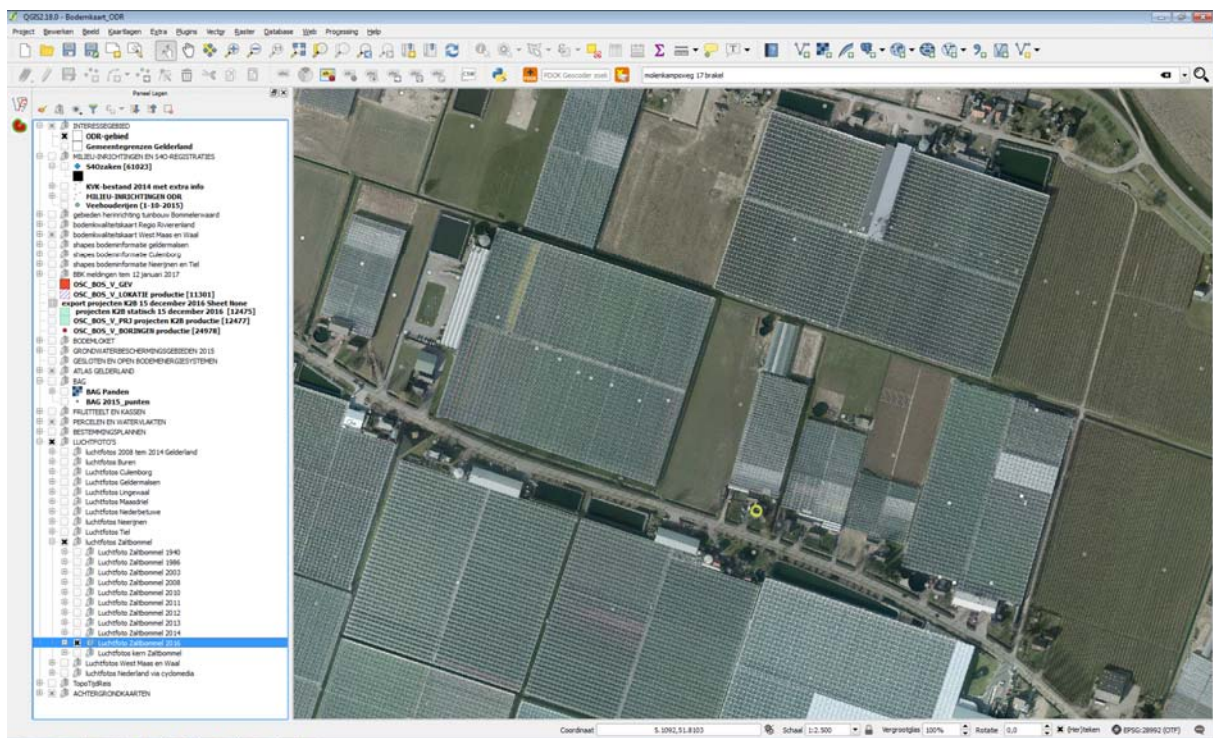 QGIS2.18.0 - Bodemkaart_ODR
Project Bewerken Beeld Kaartlagen Extra Plugins Vector Raster Database Web Processing Help
CSW PDOK Geocoder zoek molenkampsweg 17 brakel
Paneel Lagen
INTERESSEGEBIED
ODR-gebied
Gemeentegrenzen Gelderland
MILIEU-INRICHTINGEN EN S4O-REGISTRATIES
S4Ozaken [61023]
KVK-bestand 2014 met extra info
MILIEU-INRICHTINGEN ODR
Veehouderijen (1-10-2015)
gebieden herinrichting tuinbouw Bommelerwaard
bodemkwaliteitskaart Regio Rivierenland
bodemkwaliteitskaart West Maas en Waal
shapes bodeminformatie geldermalsen
shapes bodeminformatie Culemborg
shapes bodeminformatie Neerijnen en Tiel
BBK meldingen tem 12 januari 2017
OSC_BOS_V_GEV
OSC_BOS_V_LOKATIE productie [11301]
export projecten K2B 15 december 2016 Sheet None
projecten K2B statisch 15 december 2016 [12475]
OSC_BOS_V_PRJ projecten K2B productie [12477]
OSC_BOS_V_BORINGEN productie [24978]
BODEMLOKET
GRONDWATERBESCHERMINGSGEBIEDEN 2015
GESLOTEN EN OPEN BODEMENERGIESYSTEMEN
ATLAS GELDERLAND
BAG
BAG Panden
BAG 2015_punten
FRUITTEELT EN KASSEN
PERCELEN EN WATERVLAKTEN
BESTEMMINGSPLANNEN
LUCHTFOTO'S
luchtfotos 2008 tem 2014 Gelderland
luchtfotos Buren
Luchtfotos Culemborg
Luchtfotos Geldermalsen
Luchtfotos Lingewaal
Luchtfotos Maasdriel
Luchtfotos Nederbetuwe
Luchtfotos Neerijnen
Luchtfotos Tiel
luchtfotos Zaltbommel
Luchtfoto Zaltbommel 1940
Luchtfoto Zaltbommel 1986
Luchtfoto Zaltbommel 2003
Luchtfoto Zaltbommel 2008
Luchtfoto Zaltbommel 2010
Luchtfoto Zaltbommel 2011
Luchtfoto Zaltbommel 2012
Luchtfoto Zaltbommel 2013
Luchtfoto Zaltbommel 2014
Luchtfoto Zaltbommel 2016
Luchtfotos kern Zaltbommel
Luchtfotos West Maas en Waal
luchtfotos Nederland via cyclomedia
TopoTijdReis
ACHTERGRONDKAARTEN
Coördinaat 5.1092,51.8103 Schaal 1:2.500 Vergrootglas 100% Rotatie 0,0 (Her)teken EPSG:28992 (OTF)